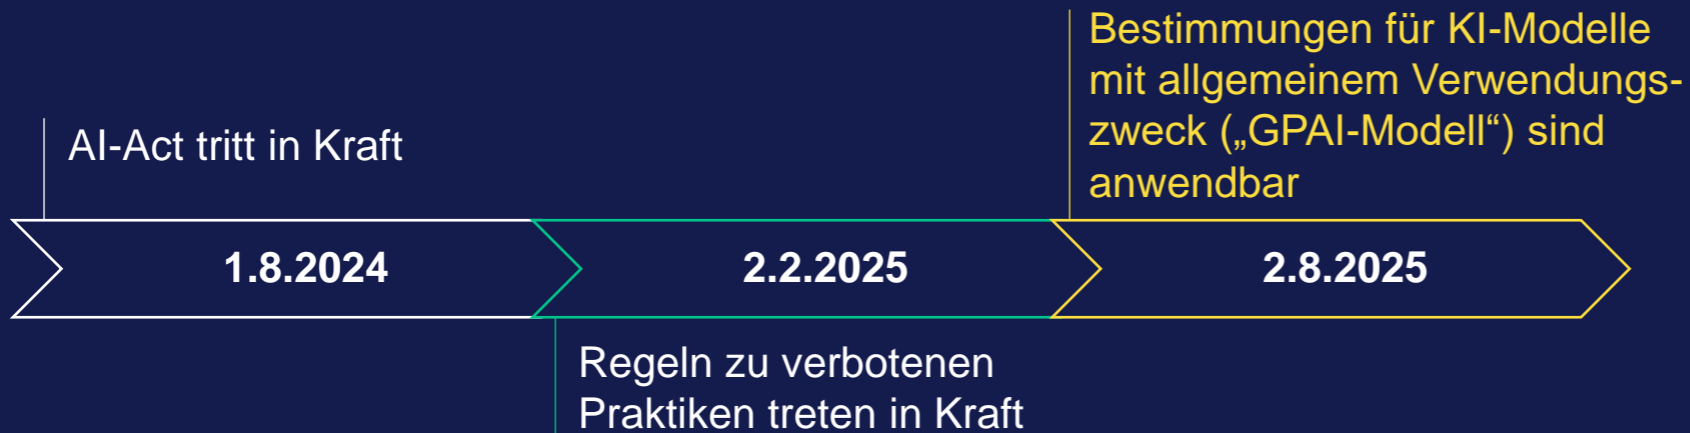 Bestimmungen für KI-Modelle
mit allgemeinem Verwendungs-
zweck („GPAI-Modell“) sind
anwendbar
AI-Act tritt in Kraft
1.8.2024
2.2.2025
2.8.2025
Regeln zu verbotenen
Praktiken treten in Kraft